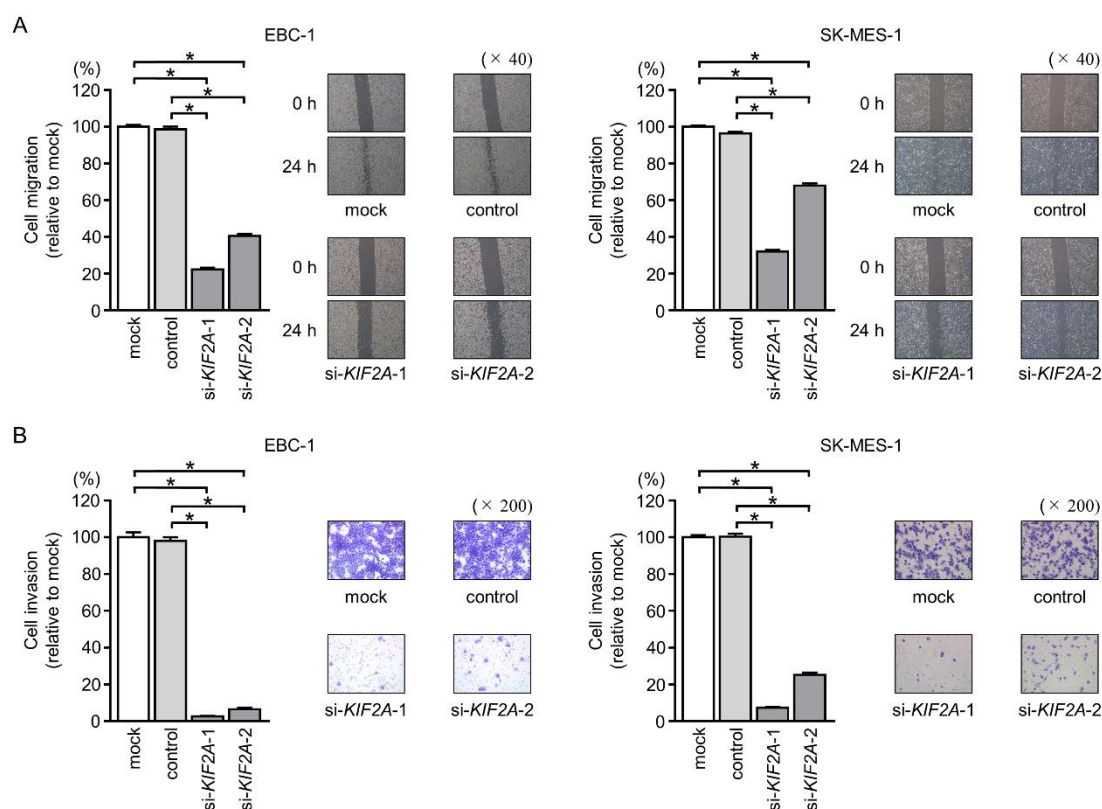 A
EBC-1
(%)
* * * *
120
100
80
60
40
20
0
Cell migration
(relative to mock)
mock
control
si-KIF2A-1
si-KIF2A-2
(× 40)
0 h
24 h
mock control
0 h
24 h
si-KIF2A-1 si-KIF2A-2
SK-MES-1
(%)
* * * *
120
100
80
60
40
20
0
Cell migration
(relative to mock)
mock
control
si-KIF2A-1
si-KIF2A-2
(× 40)
0 h
24 h
mock control
0 h
24 h
si-KIF2A-1 si-KIF2A-2
B
EBC-1
(%)
* * * *
120
100
80
60
40
20
0
Cell invasion
(relative to mock)
mock
control
si-KIF2A-1
si-KIF2A-2
(× 200)
mock control
si-KIF2A-1 si-KIF2A-2
SK-MES-1
(%)
* * * *
120
100
80
60
40
20
0
Cell invasion
(relative to mock)
mock
control
si-KIF2A-1
si-KIF2A-2
(× 200)
mock control
si-KIF2A-1 si-KIF2A-2